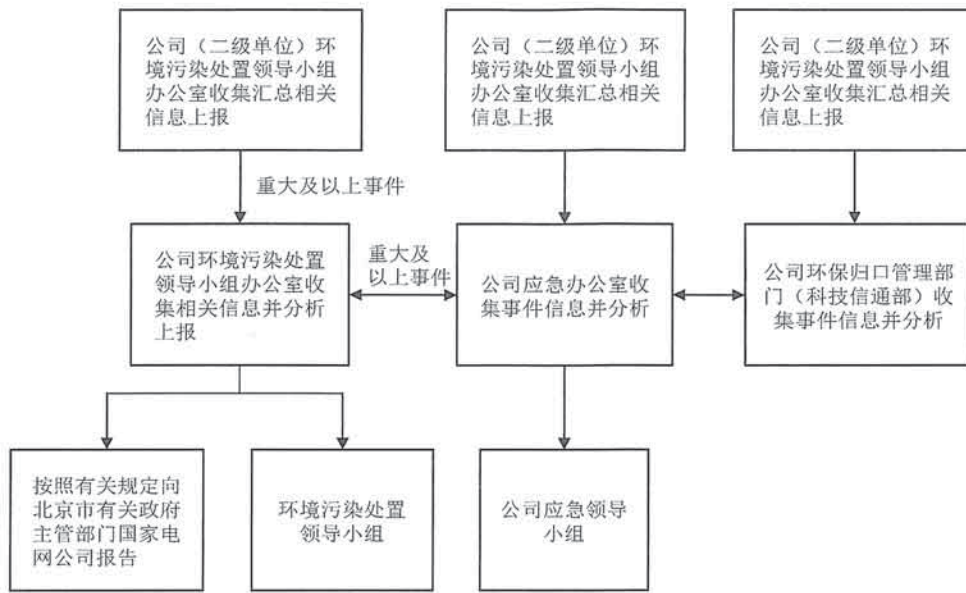 公司（二级单位）环
境污染处置领导小组
办公室收集汇总相关
信息上报
公司（二级单位）环
境污染处置领导小组
办公室收集汇总相关
信息上报
公司（二级单位）环
境污染处置领导小组
办公室收集汇总相关
信息上报
重大及以上事件
公司环境污染处置
领导小组办公室收
集相关信息并分析
上报
重大及
以上事件
公司应急办公室收
集事件信息并分析
公司环保归口管理部
门（科技信通部）收
集事件信息并分析
按照有关规定向
北京市有关政府
主管部门国家电
网公司报告
环境污染处置
领导小组
公司应急领导
小组